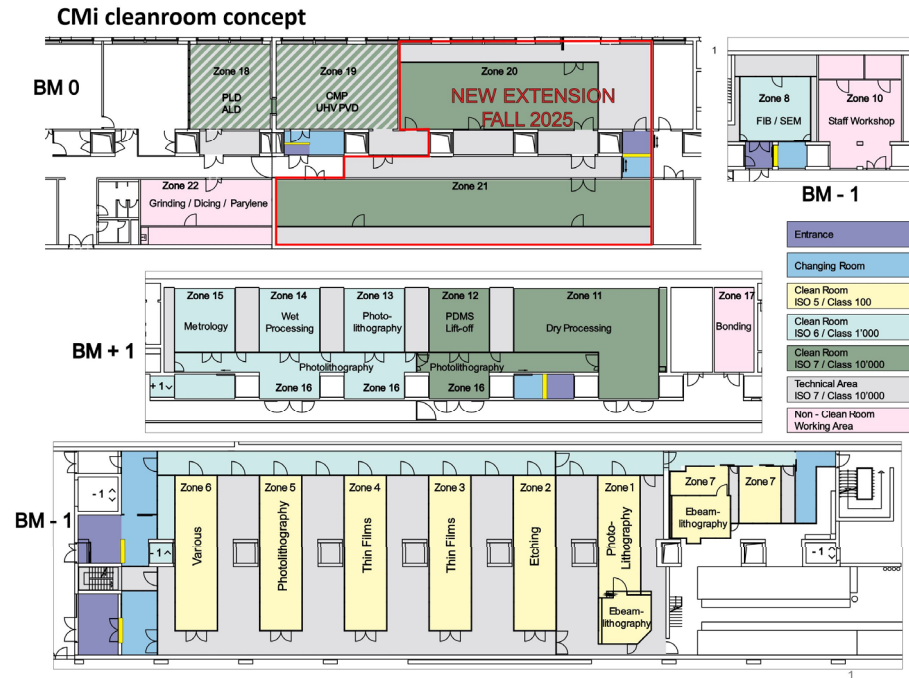 CMi cleanroom concept
BM 0
Zone 18
PLD
ALD
Zone 19
CMP
UHV PVD
Zone 20
NEW EXTENSION
FALL 2025
Zone 22
Grinding / Dicing / Parylene
Zone 21
1
Zone 8
FIB / SEM
Zone 10
Staff Workshop
BM - 1
Entrance
Changing Room
Clean Room
ISO 5 / Class 100
Clean Room
ISO 6 / Class 1'000
Clean Room
ISO 7 / Class 10'000
Technical Area
ISO 7 / Class 10'000
Non - Clean Room
Working Area
BM + 1
Zone 15
Metrology
Zone 14
Wet
Processing
Zone 13
Photo-
lithography
Zone 12
PDMS
Lift-off
Zone 11
Dry Processing
Zone 17
Bonding
Photolithography
Photolithography
+ 1
Zone 16
Zone 16
Zone 16
BM - 1
- 1
- 1
Zone 6
Various
Zone 5
Photolithography
Zone 4
Thin Films
Zone 3
Thin Films
Zone 2
Etching
Zone 1
Photo-
Lithography
Ebeam-
lithography
Zone 7
Ebeam-
lithography
Zone 7
- 1
1